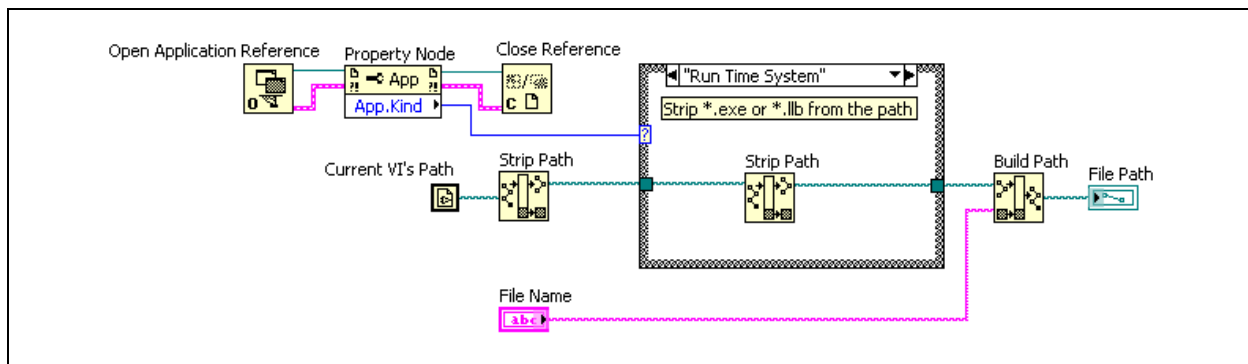 Open Application Reference
Property Node
Close Reference
App
App.Kind
C
O
"Run Time System"
Strip *.exe or *.llb from the path
?
Current VI's Path
Strip Path
Strip Path
Build Path
File Path
File Name
abc